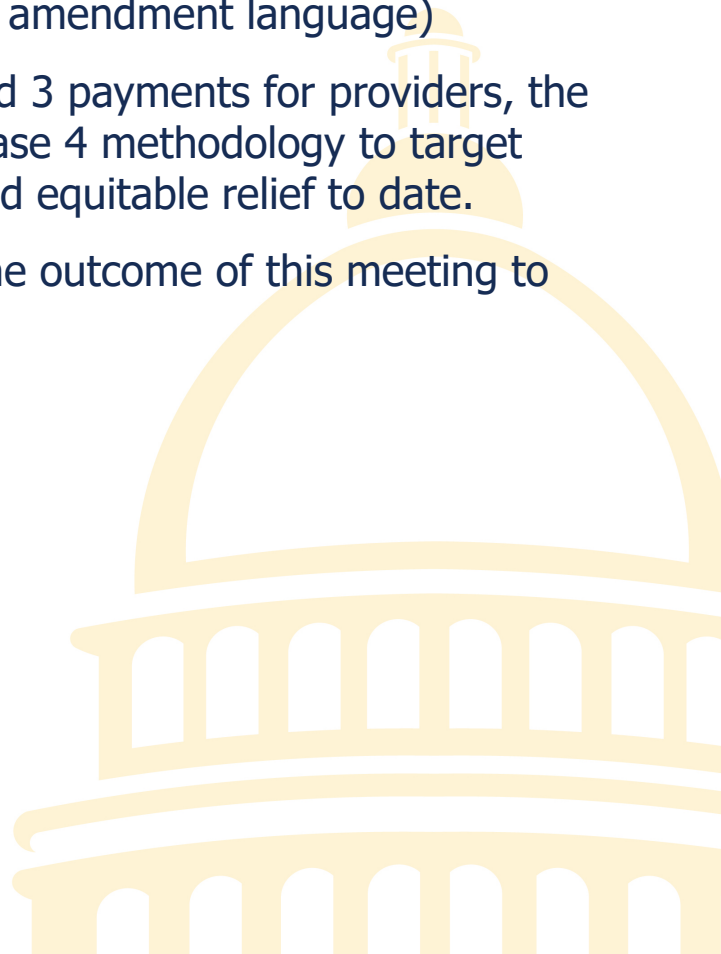 amendment language)
d 3 payments for providers, the
ase 4 methodology to target
d equitable relief to date.
e outcome of this meeting to